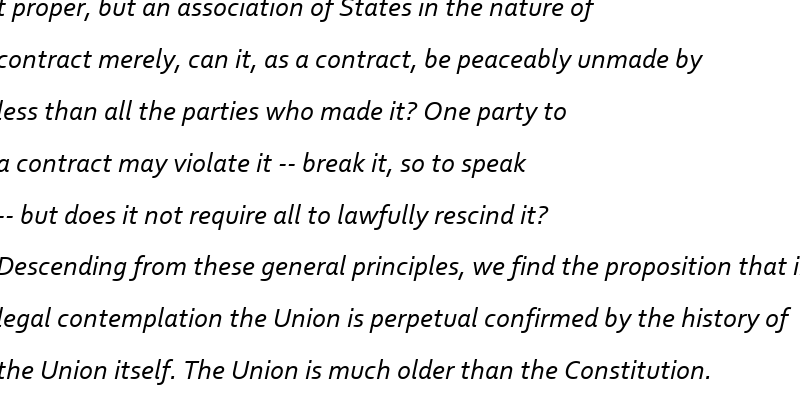 t proper, but an association of States in the nature of
contract merely, can it, as a contract, be peaceably unmade by
less than all the parties who made it? One party to
a contract may violate it -- break it, so to speak
-- but does it not require all to lawfully rescind it?
Descending from these general principles, we find the proposition that i
legal contemplation the Union is perpetual confirmed by the history of
the Union itself. The Union is much older than the Constitution.